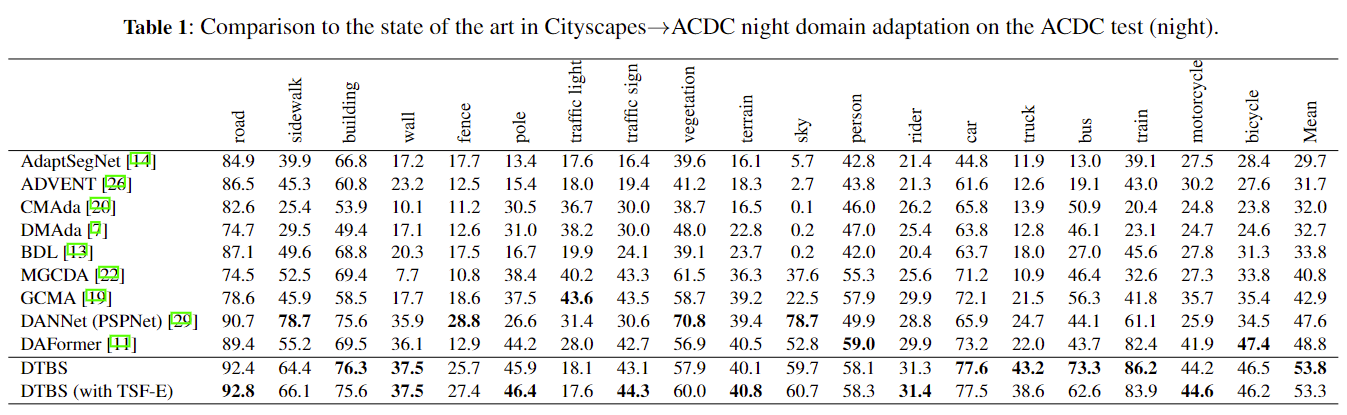 Table 1: Comparison to the state of the art in Cityscapes→ACDC night domain adaptation on the ACDC test (night).
road sidewalk building wall fence pole traffic light traffic sign vegetation terrain sky person rider car truck bus train motorcycle bicycle Mean
AdaptSegNet [14] 84.9 39.9 66.8 17.2 17.7 13.4 17.6 16.4 39.6 16.1 5.7 42.8 21.4 44.8 11.9 13.0 39.1 27.5 28.4 29.7
ADVENT [26] 86.5 45.3 60.8 23.2 12.5 15.4 18.0 19.4 41.2 18.3 2.7 43.8 21.3 61.6 12.6 19.1 43.0 30.2 27.6 31.7
CMAda [20] 82.6 25.4 53.9 10.1 11.2 30.5 36.7 30.0 38.7 16.5 0.1 46.0 26.2 65.8 13.9 50.9 20.4 24.8 23.8 32.0
DMAda [7] 74.7 29.5 49.4 17.1 12.6 31.0 38.2 30.0 48.0 22.8 0.2 47.0 25.4 63.8 12.8 46.1 23.1 24.7 24.6 32.7
BDL [13] 87.1 49.6 68.8 20.3 17.5 16.7 19.9 24.1 39.1 23.7 0.2 42.0 20.4 63.7 18.0 27.0 45.6 27.8 31.3 33.8
MGCDA [22] 74.5 52.5 69.4 7.7 10.8 38.4 40.2 43.3 61.5 36.3 37.6 55.3 25.6 71.2 10.9 46.4 32.6 27.3 33.8 40.8
GCMA [19] 78.6 45.9 58.5 17.7 18.6 37.5 43.6 43.5 58.7 39.2 22.5 57.9 29.9 72.1 21.5 56.3 41.8 35.7 35.4 42.9
DANNet (PSPNet) [29] 90.7 78.7 75.6 35.9 28.8 26.6 31.4 30.6 70.8 39.4 78.7 49.9 28.8 65.9 24.7 44.1 61.1 25.9 34.5 47.6
DAFormer [11] 89.4 55.2 69.5 36.1 12.9 44.2 28.0 42.7 56.9 40.5 52.8 59.0 29.9 73.2 22.0 43.7 82.4 41.9 47.4 48.8
DTBS 92.4 64.4 76.3 37.5 25.7 45.9 18.1 43.1 57.9 40.1 59.7 58.1 31.3 77.6 43.2 73.3 86.2 44.2 46.5 53.8
DTBS (with TSF-E) 92.8 66.1 75.6 37.5 27.4 46.4 17.6 44.3 60.0 40.8 60.7 58.3 31.4 77.5 38.6 62.6 83.9 44.6 46.2 53.3